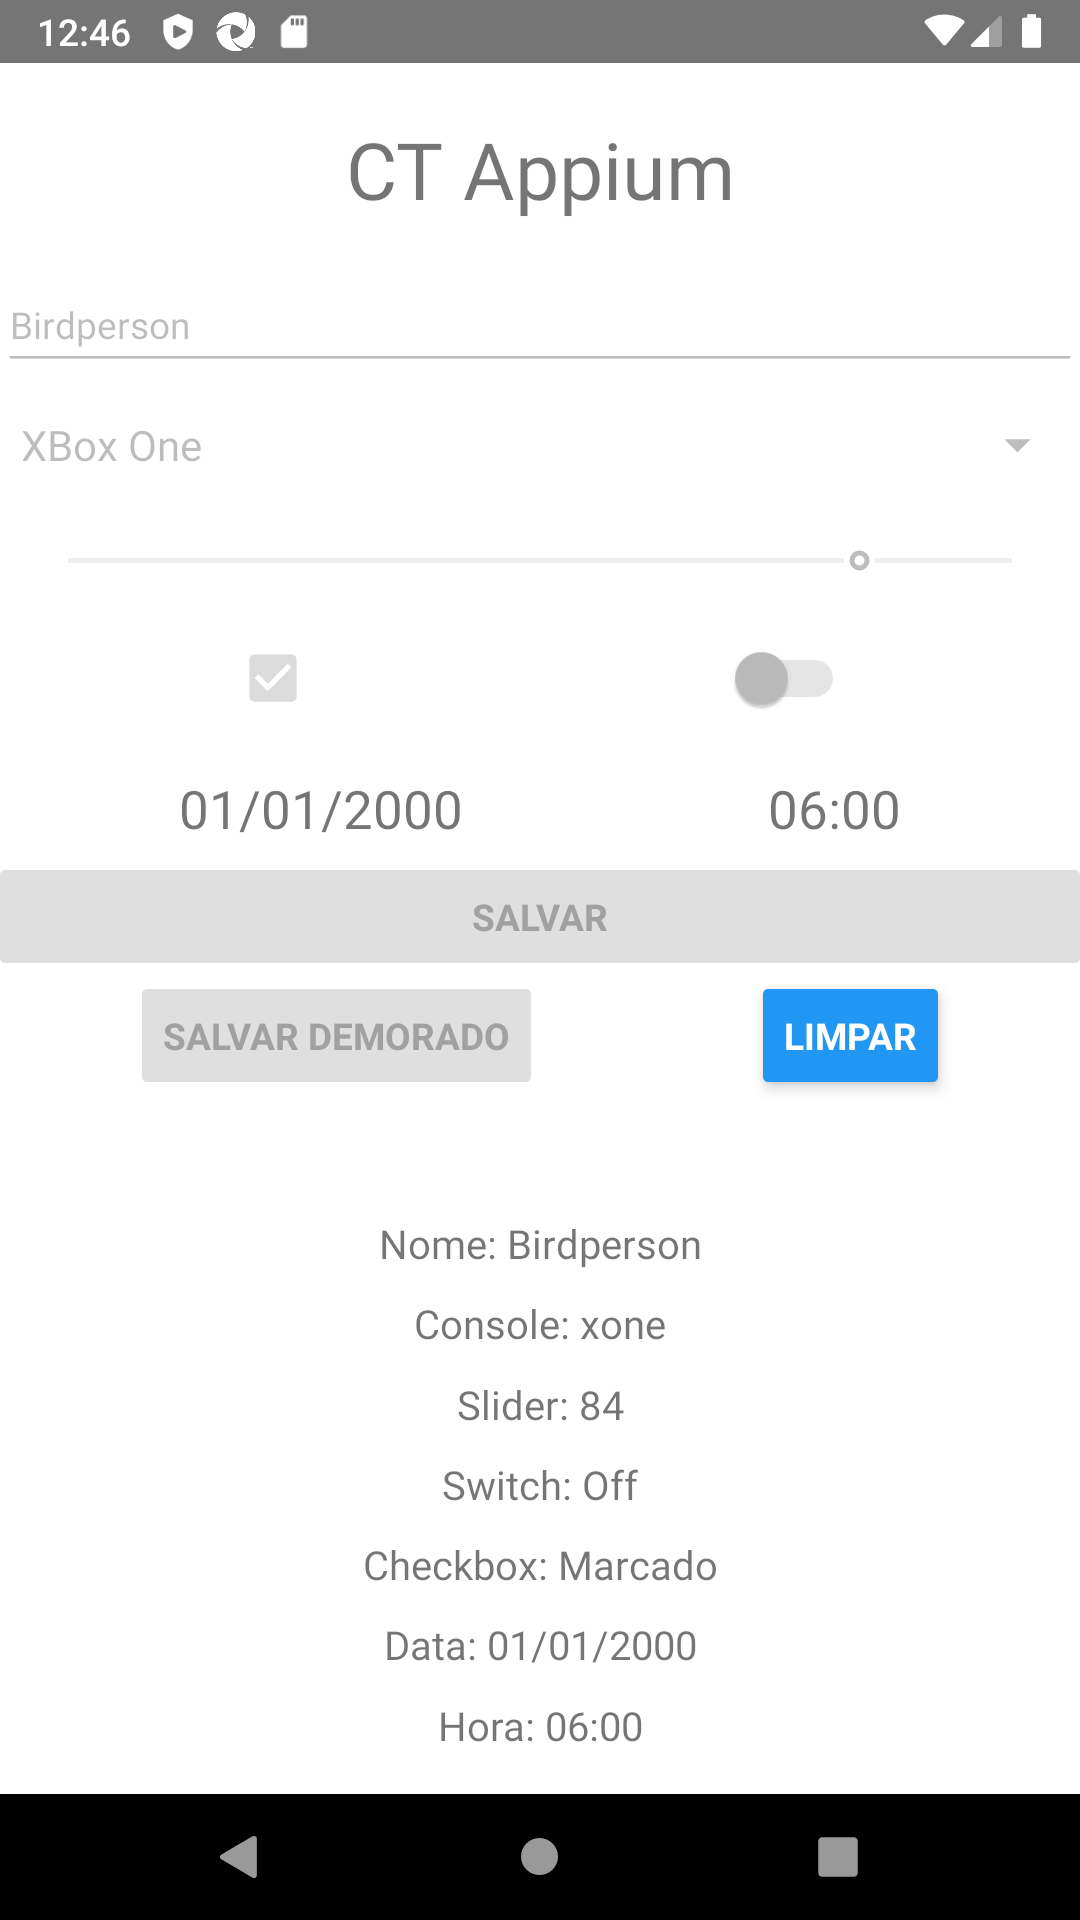 12:46
CT Appium
Birdperson
XBox One
01/01/2000 06:00
SALVAR
SALVAR DEMORADO LIMPAR
Nome: Birdperson
Console: xone
Slider: 84
Switch: Off
Checkbox: Marcado
Data: 01/01/2000
Hora: 06:00